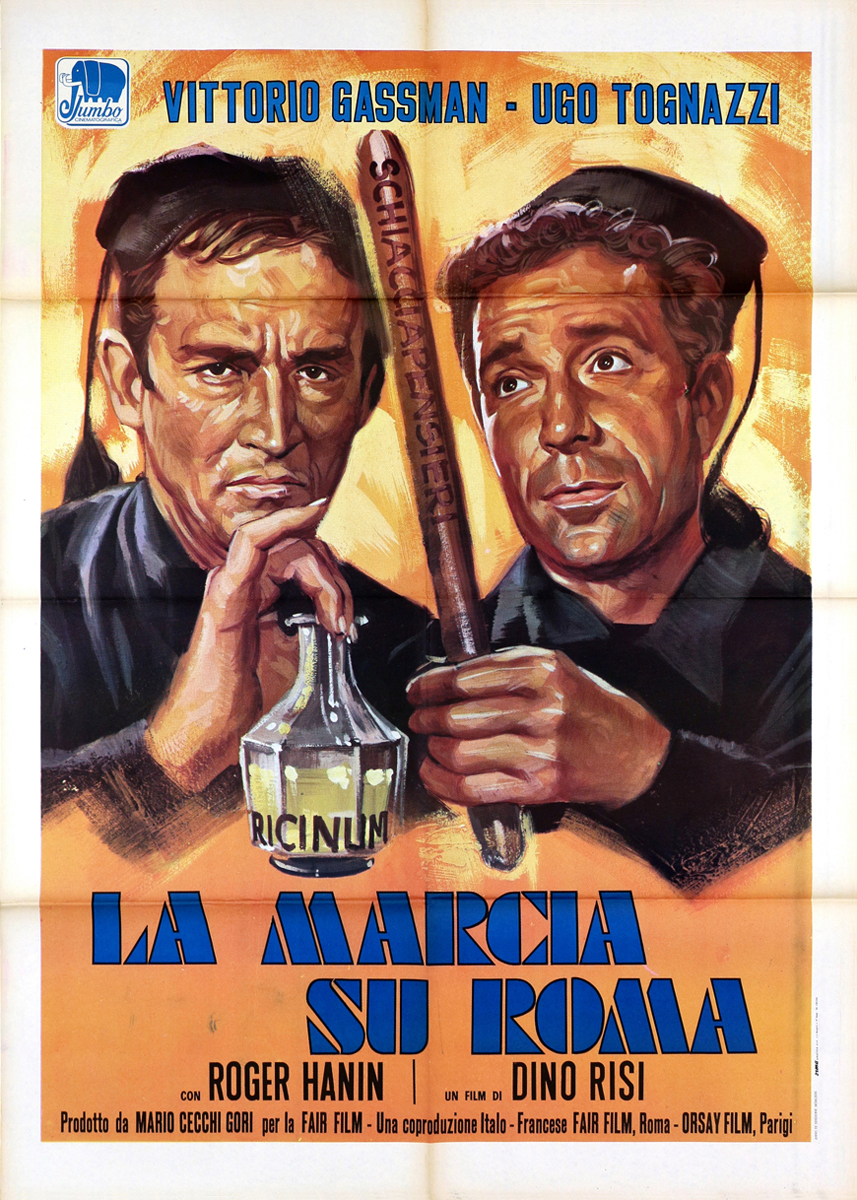 Jumbo
CINEMATOGRAFICA
VITTORIO GASSMAN - UGO TOGNAZZI
SCHIACCIAPENSIERI
RICINUM
LA MARCIA
SU ROMA
CON ROGER HANIN | UN FILM DI DINO RISI
Prodotto da MARIO CECCHI GORI per la FAIR FILM - Una coproduzione Italo - Francese FAIR FILM, Roma - ORSAY FILM, Parigi